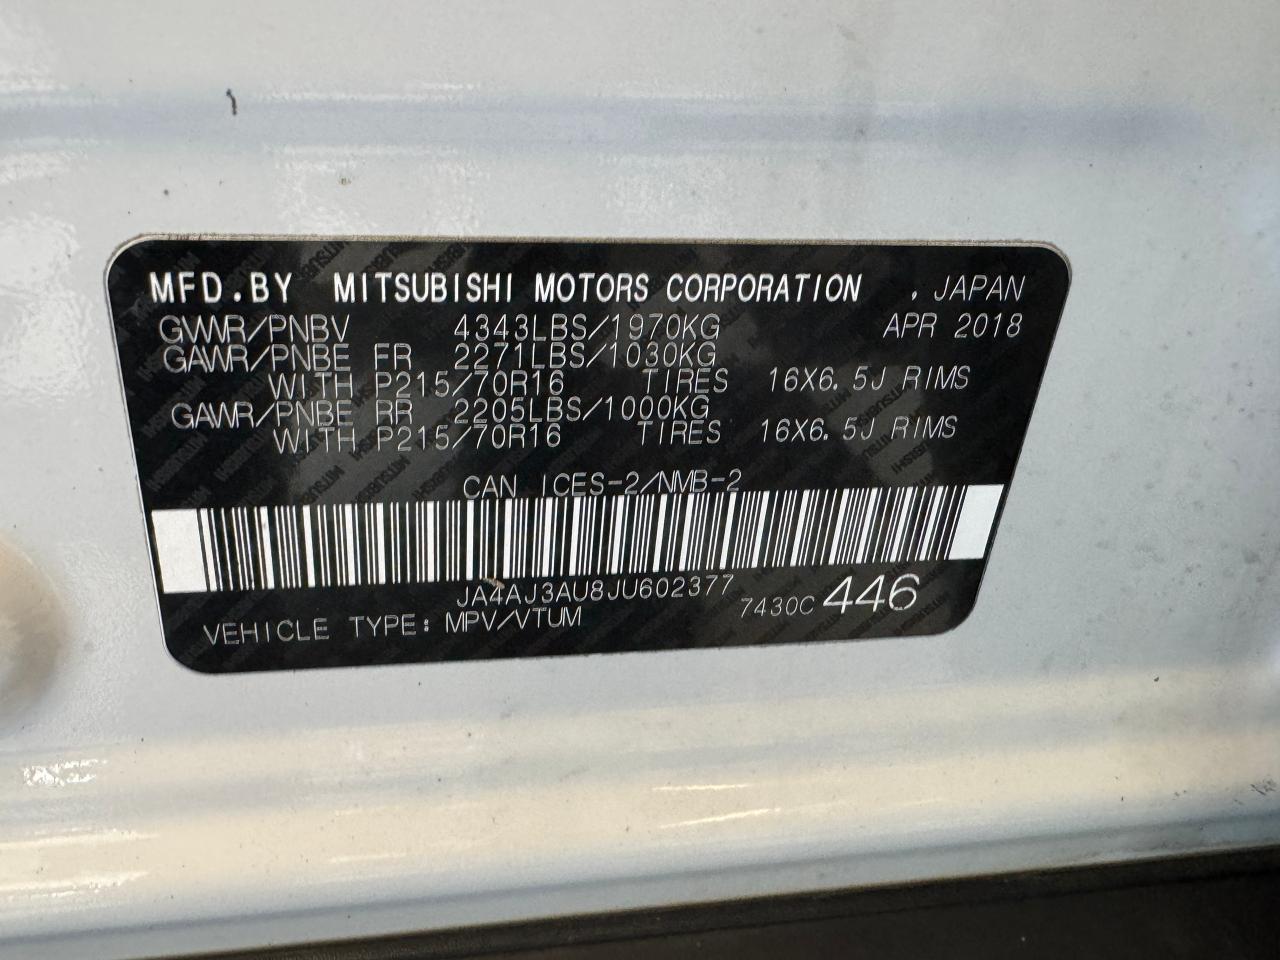 MFD.BY MITSUBISHI MOTORS CORPORATION , JAPAN
GVWR/PNBV 4343LBS/1970KG APR 2018
GAWR/PNBE FR 2271LBS/1030KG
WITH P215/70R16 TIRES 16X6.5J RIMS
GAWR/PNBE RR 2205LBS/1000KG
WITH P215/70R16 TIRES 16X6.5J RIMS
CAN ICES-2/NMB-2
JA4AJ3AU8JU602377
VEHICLE TYPE: MPV/VTUM 7430C 446